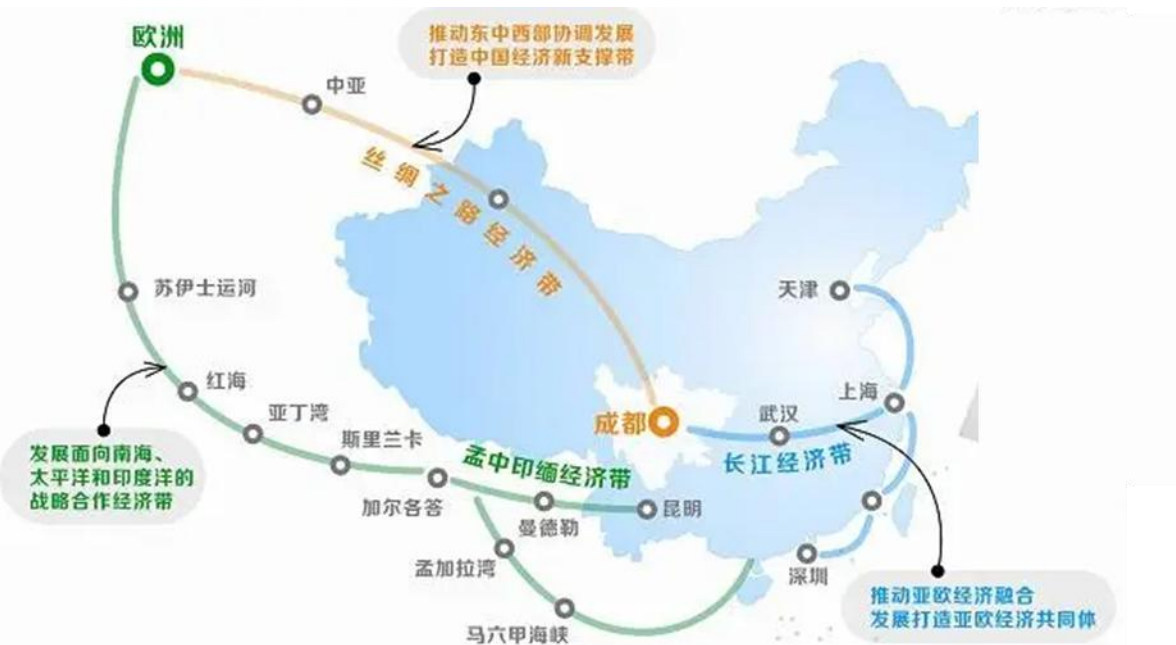 欧洲
推动东中西部协调发展
打造中国经济新支撑带
中亚
丝绸之路经济带
苏伊士运河
天津
红海
上海
亚丁湾
武汉
成都
斯里兰卡
长江经济带
发展面向南海、
太平洋和印度洋的
战略合作经济带
孟中印缅经济带
加尔各答
昆明
曼德勒
孟加拉湾
深圳
推动亚欧经济融合
发展打造亚欧经济共同体
马六甲海峡